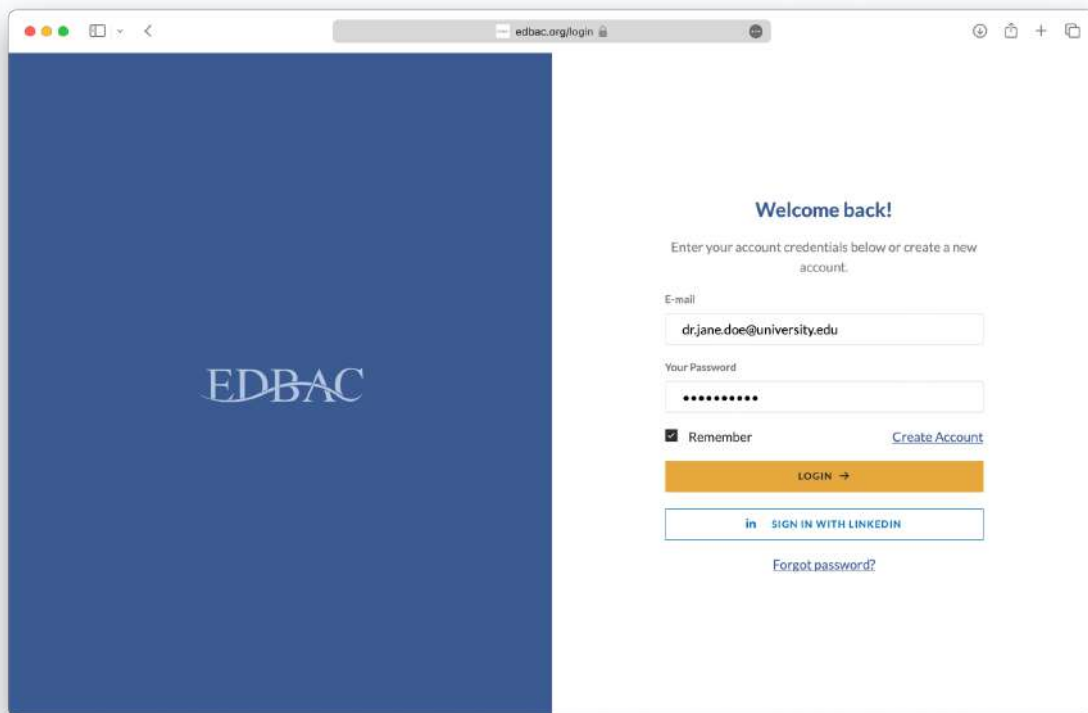 edbac.org/login
EDBAC
Welcome back!
Enter your account credentials below or create a new
account.
E-mail
dr.jane.doe@university.edu
Your Password
••••••••••
Remember
Create Account
LOGIN →
in SIGN IN WITH LINKEDIN
Forgot password?